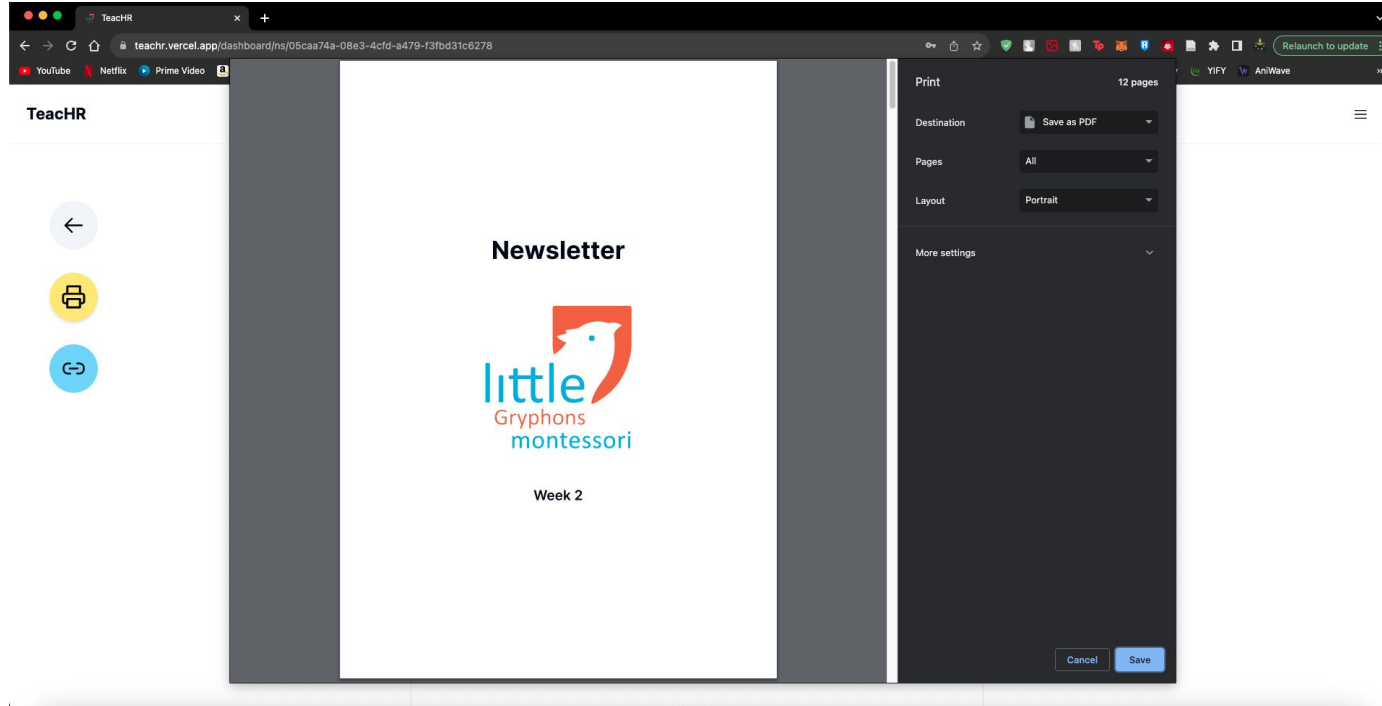 TeacHR
teachr.vercel.app/dashboard/ns/05caa74a-08e3-4cfd-a479-f3fbd31c6278
Relaunch to update
YouTube Netflix Prime Video
YIFY AniWave
TeacHR
Newsletter
little
Gryphons
montessori
Week 2
Print 12 pages
Destination Save as PDF
Pages All
Layout Portrait
More settings
Cancel Save